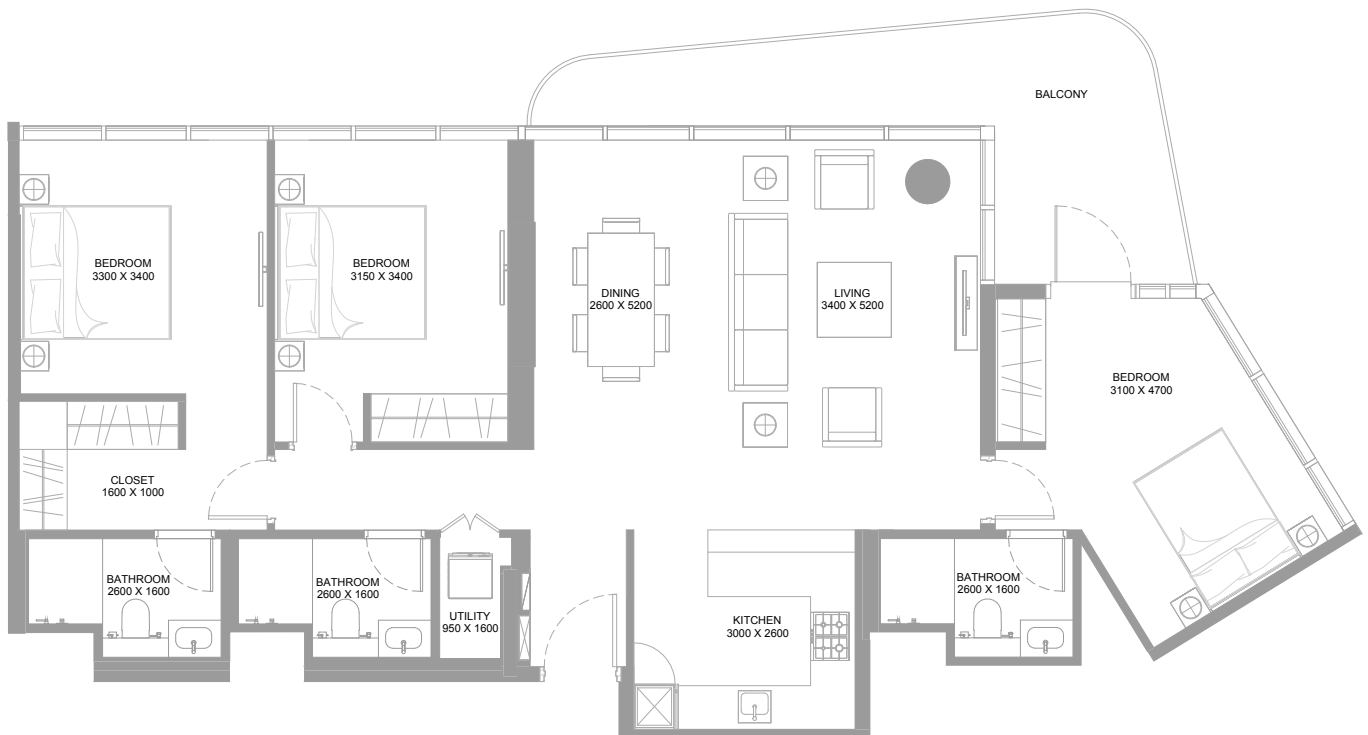 BALCONY
BEDROOM
3300 X 3400
BEDROOM
3150 X 3400
DINING
2600 X 5200
LIVING
3400 X 5200
BEDROOM
3100 X 4700
CLOSET
1600 X 1000
BATHROOM
2600 X 1600
BATHROOM
2600 X 1600
UTILITY
950 X 1600
KITCHEN
3000 X 2600
BATHROOM
2600 X 1600